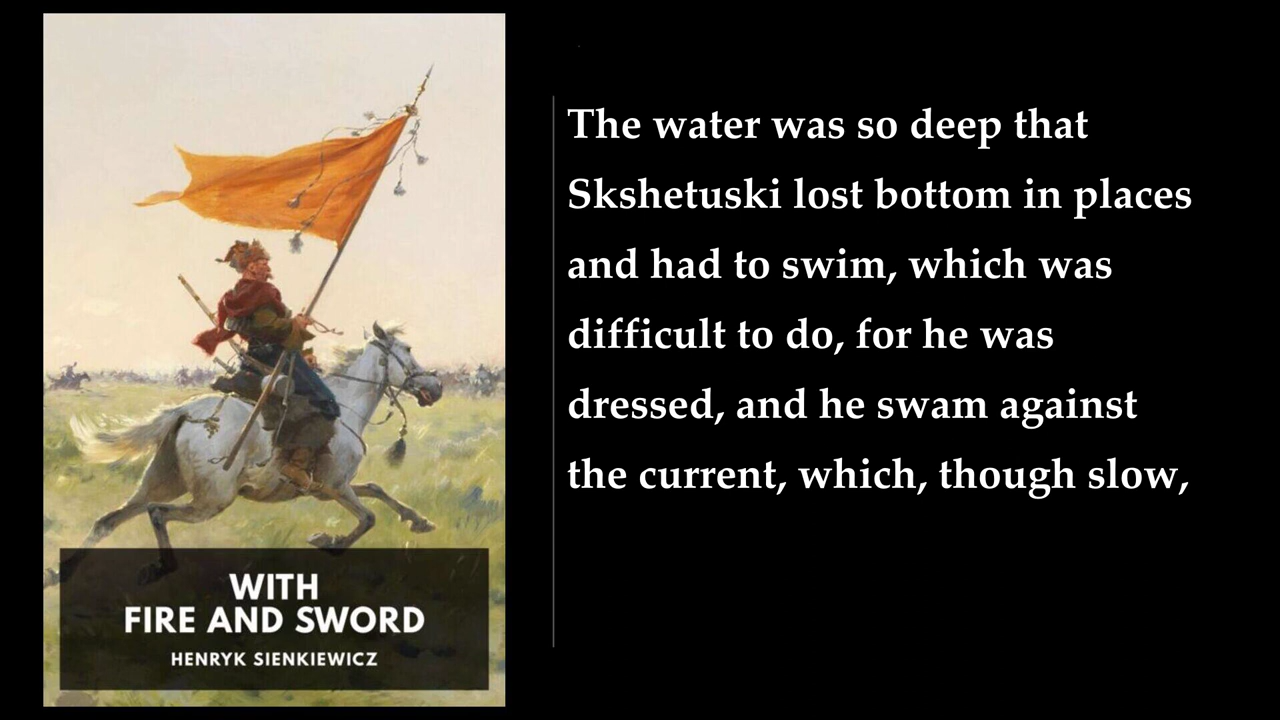 The water was so deep that
Skshetuski lost bottom in places
and had to swim, which was
difficult to do, for he was
dressed, and he swam against
the current, which, though slow,
WITH
FIRE AND SWORD
HENRYK SIENKIEWICZ